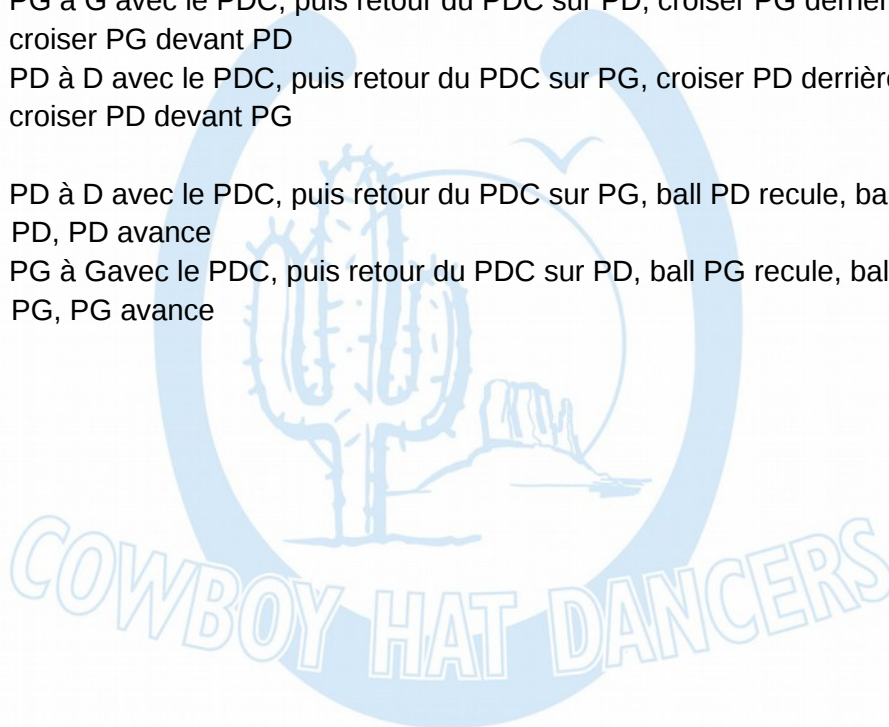 PG à G avec le PDC, puis retour du PDC sur PD, croiser PG derrière
croiser PG devant PD
PD à D avec le PDC, puis retour du PDC sur PG, croiser PD derrière
croiser PD devant PG
PD à D avec le PDC, puis retour du PDC sur PG, ball PD recule,
PD, PD avance
PG à Gavec le PDC, puis retour du PDC sur PD, ball PG recule,
PG, PG avance
COWBOY HAT DANCERS